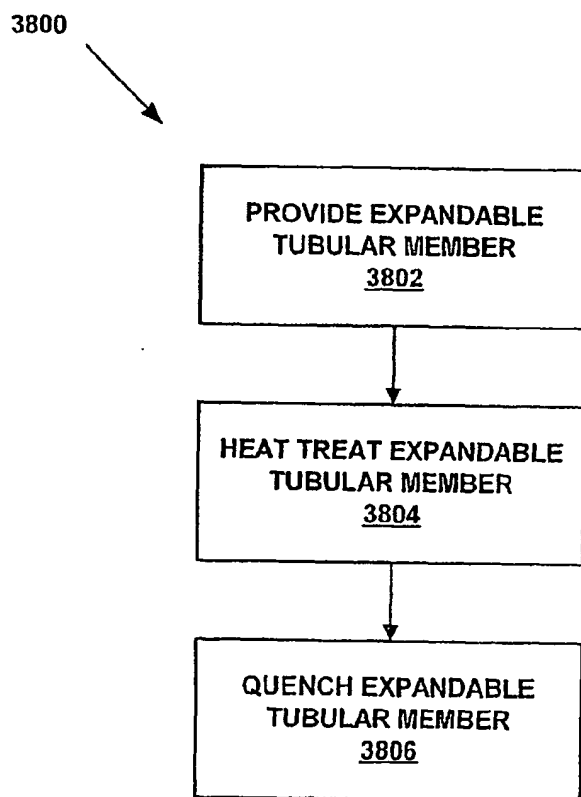 3800
PROVIDE EXPANDABLE
TUBULAR MEMBER
3802
HEAT TREAT EXPANDABLE
TUBULAR MEMBER
3804
QUENCH EXPANDABLE
TUBULAR MEMBER
3806